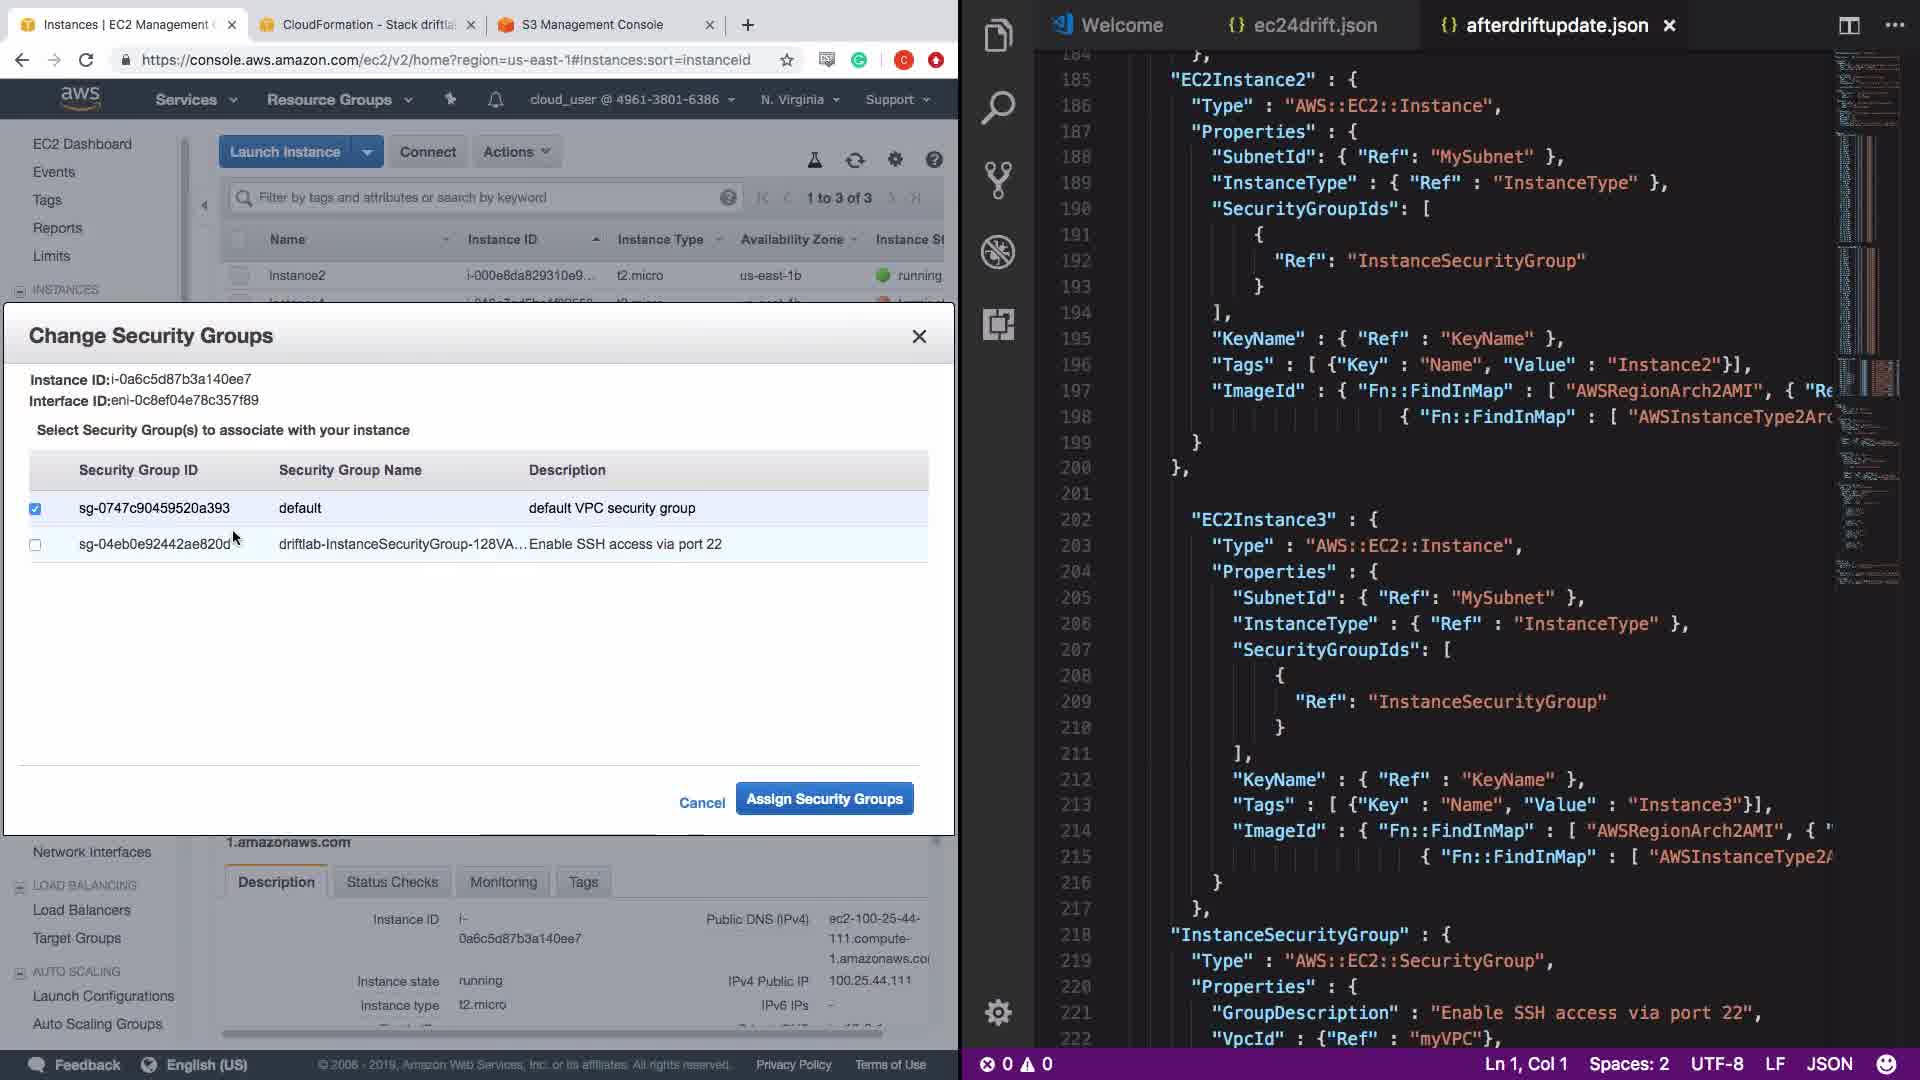 Instances | EC2 Management
CloudFormation - Stack driftla
S3 Management Console
https://console.aws.amazon.com/ec2/v2/home?region=us-east-1#Instances:sort=instanceId
aws
Services
Resource Groups
cloud_user @ 4961-3801-6386
N. Virginia
Support
EC2 Dashboard
Events
Tags
Reports
Limits
INSTANCES
Launch Instance
Connect
Actions
Filter by tags and attributes or search by keyword
1 to 3 of 3
Name Instance ID Instance Type Availability Zone Instance St
Instance2 i-000e8da829310e9... t2.micro us-east-1b running
Change Security Groups
Instance ID:i-0a6c5d87b3a140ee7
Interface ID:eni-0c8ef04e78c357f89
Select Security Group(s) to associate with your instance
Security Group ID Security Group Name Description
sg-0747c90459520a393 default default VPC security group
sg-04eb0e92442ae820d driftlab-InstanceSecurityGroup-128VA... Enable SSH access via port 22
Cancel
Assign Security Groups
1.amazonaws.com
Network Interfaces
LOAD BALANCING
Load Balancers
Target Groups
AUTO SCALING
Launch Configurations
Auto Scaling Groups
Description Status Checks Monitoring Tags
Instance ID i-
0a6c5d87b3a140ee7
Public DNS (IPv4) ec2-100-25-44-
111.compute-
1.amazonaws.co
Instance state running
IPv4 Public IP 100.25.44.111
Instance type t2.micro
IPv6 IPs -
Feedback
English (US)
© 2008 - 2019, Amazon Web Services, Inc. or its affiliates. All rights reserved.
Privacy Policy
Terms of Use
Welcome
{} ec24drift.json
{} afterdriftupdate.json
184 },
185 "EC2Instance2" : {
186 "Type" : "AWS::EC2::Instance",
187 "Properties" : {
188 "SubnetId": { "Ref": "MySubnet" },
189 "InstanceType" : { "Ref" : "InstanceType" },
190 "SecurityGroupIds": [
191 {
192 "Ref": "InstanceSecurityGroup"
193 }
194 ],
195 "KeyName" : { "Ref" : "KeyName" },
196 "Tags" : [ {"Key" : "Name", "Value" : "Instance2"}],
197 "ImageId" : { "Fn::FindInMap" : [ "AWSRegionArch2AMI", { "Re
198 { "Fn::FindInMap" : [ "AWSInstanceType2Arc
199 }
200 },
201
202 "EC2Instance3" : {
203 "Type" : "AWS::EC2::Instance",
204 "Properties" : {
205 "SubnetId": { "Ref": "MySubnet" },
206 "InstanceType" : { "Ref" : "InstanceType" },
207 "SecurityGroupIds": [
208 {
209 "Ref": "InstanceSecurityGroup"
210 }
211 ],
212 "KeyName" : { "Ref" : "KeyName" },
213 "Tags" : [ {"Key" : "Name", "Value" : "Instance3"}],
214 "ImageId" : { "Fn::FindInMap" : [ "AWSRegionArch2AMI", { "
215 { "Fn::FindInMap" : [ "AWSInstanceType2A
216 }
217 },
218 "InstanceSecurityGroup" : {
219 "Type" : "AWS::EC2::SecurityGroup",
220 "Properties" : {
221 "GroupDescription" : "Enable SSH access via port 22",
222 "VpcId" : {"Ref" : "myVPC"},
0 0
Ln 1, Col 1 Spaces: 2 UTF-8 LF JSON